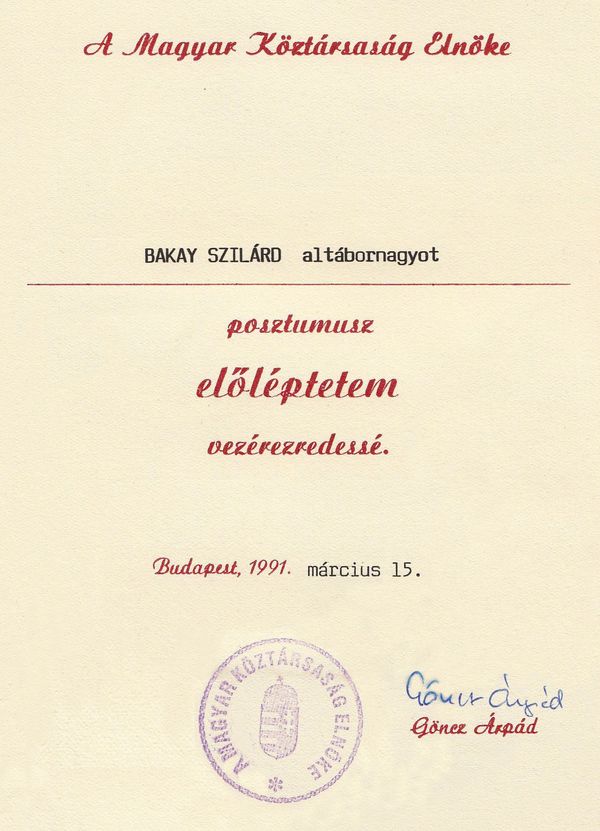 A Magyar Köztársaság Elnöke
BAKAY SZILÁRD altábornagyot
posztumusz
előléptetem
vezérezredessé.
Budapest, 1991. március 15.
A MAGYAR KÖZTÁRSASÁG ELNÖKE *
Göncz Árpád
Göncz Árpád